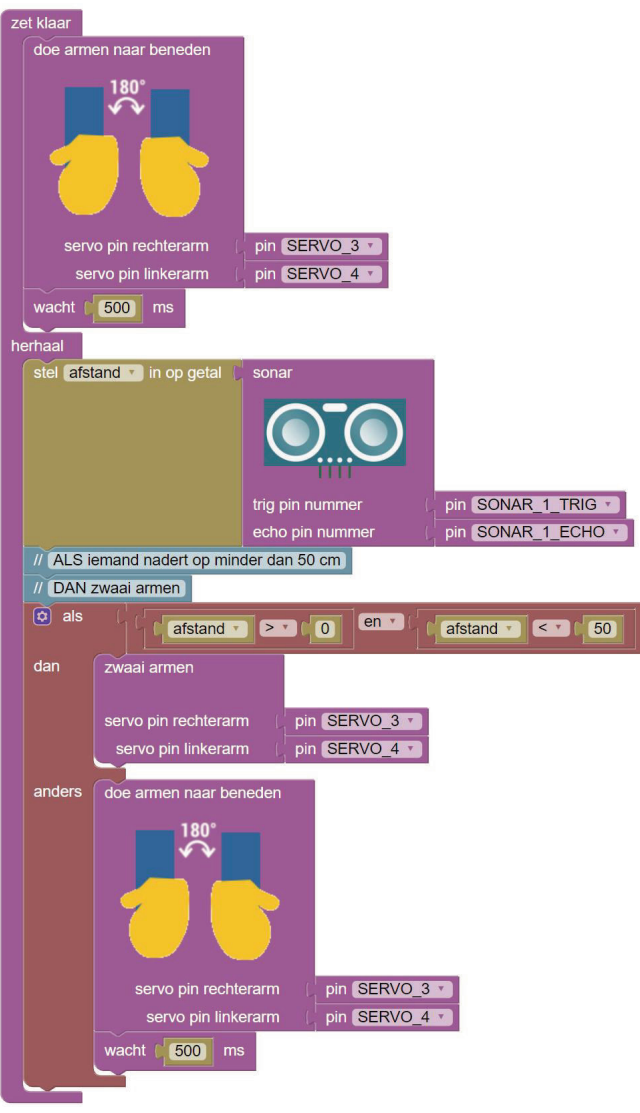 zet klaar
doe armen naar beneden
180°
servo pin rechterarm pin SERVO_3
servo pin linkerarm pin SERVO_4
wacht 500 ms
herhaal
stel afstand in op getal sonar
trig pin nummer pin SONAR_1_TRIG
echo pin nummer pin SONAR_1_ECHO
// ALS iemand nadert op minder dan 50 cm
// DAN zwaai armen
als afstand > 0 en afstand < 50
dan zwaai armen
servo pin rechterarm pin SERVO_3
servo pin linkerarm pin SERVO_4
anders doe armen naar beneden
180°
servo pin rechterarm pin SERVO_3
servo pin linkerarm pin SERVO_4
wacht 500 ms